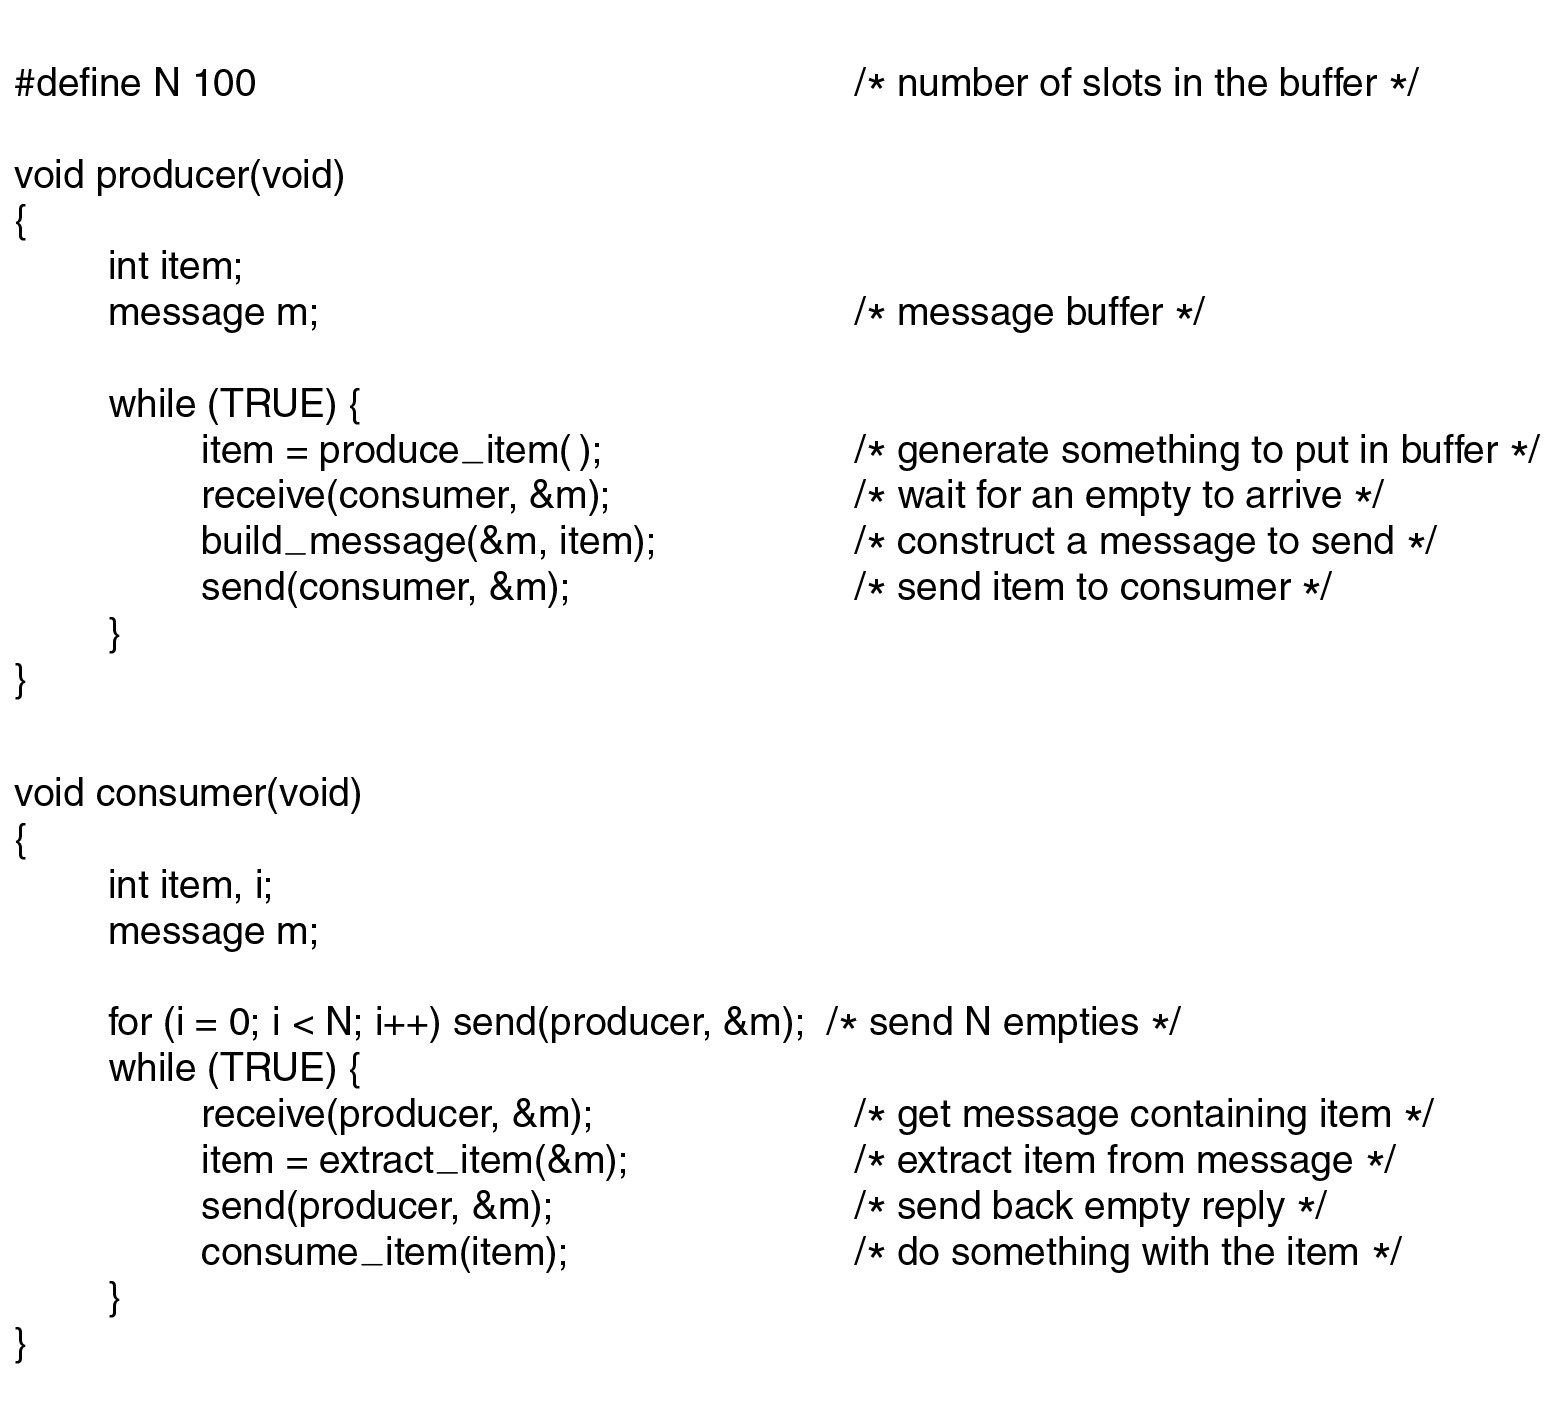 #define N 100 /* number of slots in the buffer */
void producer(void)
{
int item;
message m; /* message buffer */
while (TRUE) {
item = produce_item( ); /* generate something to put in buffer */
receive(consumer, &m); /* wait for an empty to arrive */
build_message(&m, item); /* construct a message to send */
send(consumer, &m); /* send item to consumer */
}
}
void consumer(void)
{
int item, i;
message m;
for (i = 0; i < N; i++) send(producer, &m); /* send N empties */
while (TRUE) {
receive(producer, &m); /* get message containing item */
item = extract_item(&m); /* extract item from message */
send(producer, &m); /* send back empty reply */
consume_item(item); /* do something with the item */
}
}